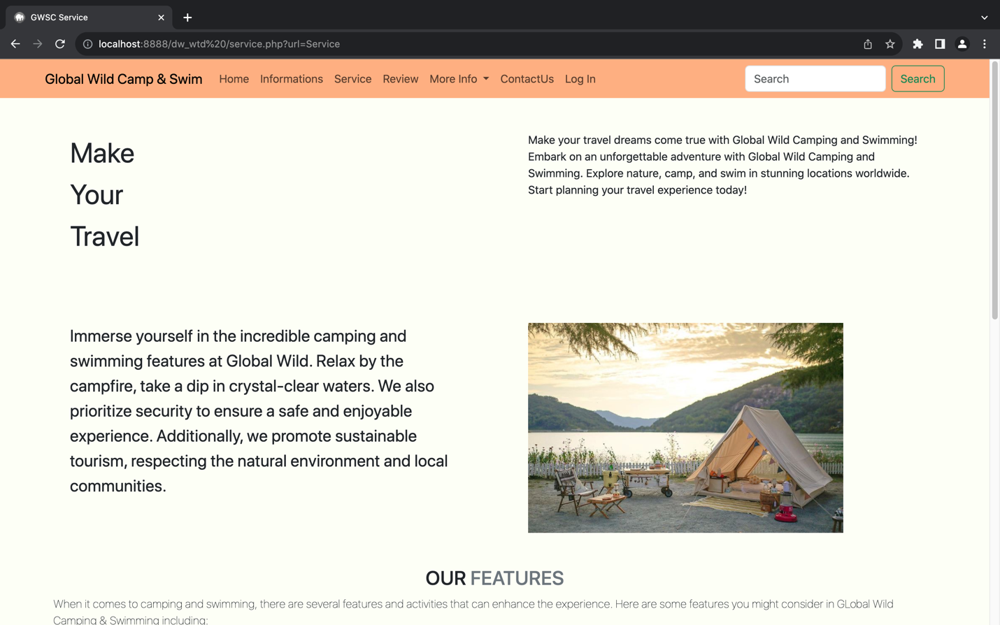 GWSC Service
localhost:8888/dw_wtd%20/service.php?url=Service
Global Wild Camp & Swim Home Informations Service Review More Info ContactUs Log In Search Search
Make
Your
Travel
Make your travel dreams come true with Global Wild Camping and Swimming!
Embark on an unforgettable adventure with Global Wild Camping and
Swimming. Explore nature, camp, and swim in stunning locations worldwide.
Start planning your travel experience today!
Immerse yourself in the incredible camping and
swimming features at Global Wild. Relax by the
campfire, take a dip in crystal-clear waters. We also
prioritize security to ensure a safe and enjoyable
experience. Additionally, we promote sustainable
tourism, respecting the natural environment and local
communities.
OUR FEATURES
When it comes to camping and swimming, there are several features and activities that can enhance the experience. Here are some features you might consider in GLobal Wild
Camping & Swimming including: